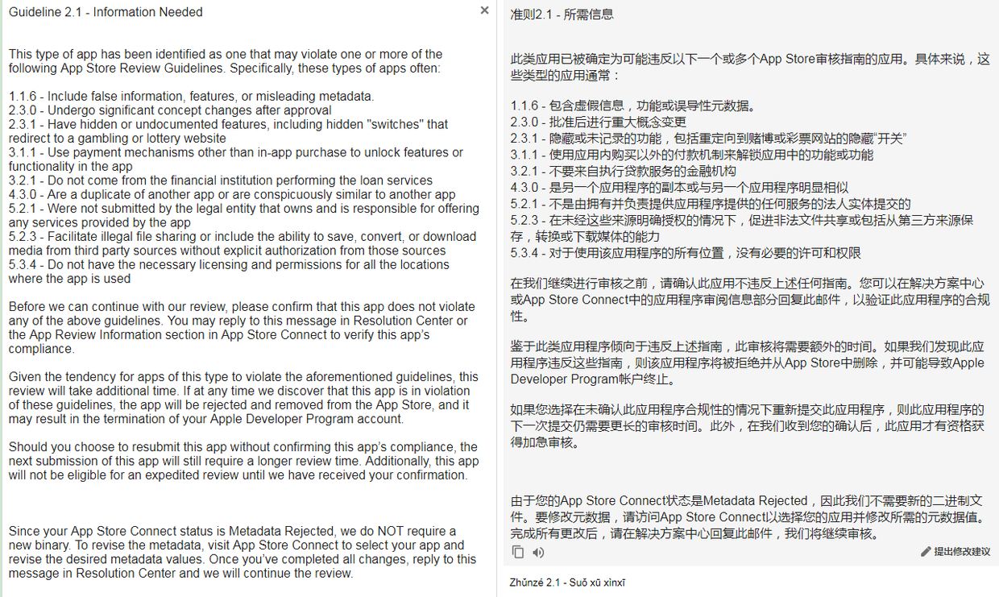 Guideline 2.1 - Information Needed
This type of app has been identified as one that may violate one or more of the
following App Store Review Guidelines. Specifically, these types of apps often:
1.1.6 - Include false information, features, or misleading metadata.
2.3.0 - Undergo significant concept changes after approval
2.3.1 - Have hidden or undocumented features, including hidden "switches" that
redirect to a gambling or lottery website
3.1.1 - Use payment mechanisms other than in-app purchase to unlock features or
functionality in the app
3.2.1 - Do not come from the financial institution performing the loan services
4.3.0 - Are a duplicate of another app or are conspicuously similar to another app
5.2.1 - Were not submitted by the legal entity that owns and is responsible for offering
any services provided by the app
5.2.3 - Facilitate illegal file sharing or include the ability to save, convert, or download
media from third party sources without explicit authorization from those sources
5.3.4 - Do not have the necessary licensing and permissions for all the locations
where the app is used
Before we can continue with our review, please confirm that this app does not violate
any of the above guidelines. You may reply to this message in Resolution Center or
the App Review Information section in App Store Connect to verify this app’s
compliance.
Given the tendency for apps of this type to violate the aforementioned guidelines, this
review will take additional time. If at any time we discover that this app is in violation
of these guidelines, the app will be rejected and removed from the App Store, and it
may result in the termination of your Apple Developer Program account.
Should you choose to resubmit this app without confirming this app’s compliance, the
next submission of this app will still require a longer review time. Additionally, this app
will not be eligible for an expedited review until we have received your confirmation.
Since your App Store Connect status is Metadata Rejected, we do NOT require a
new binary. To revise the metadata, visit App Store Connect to select your app and
revise the desired metadata values. Once you’ve completed all changes, reply to this
message in Resolution Center and we will continue the review.
准则2.1 - 所需信息
此类应用已被确定为可能违反以下一个或多个App Store审核指南的应用。具体来说，这
些类型的应用通常：
1.1.6 - 包含虚假信息，功能或误导性元数据。
2.3.0 - 批准后进行重大概念变更
2.3.1 - 隐藏或未记录的功能，包括重定向到赌博或彩票网站的隐藏“开关”
3.1.1 - 使用应用内购买以外的付款机制来解锁应用中的功能或功能
3.2.1 - 不要来自执行贷款服务的金融机构
4.3.0 - 是另一个应用程序的副本或与另一个应用程序明显相似
5.2.1 - 不是由拥有并负责提供应用程序提供的任何服务的法人实体提交的
5.2.3 - 在未经这些来源明确授权的情况下，促进非法文件共享或包括从第三方来源保
存，转换或下载媒体的能力
5.3.4 - 对于使用该应用程序的所有位置，没有必要的许可和权限
在我们继续进行审核之前，请确认此应用不违反上述任何指南。您可以在解决方案中心
或App Store Connect中的应用程序审阅信息部分回复此邮件，以验证此应用程序的合规
性。
鉴于此类应用程序倾向于违反上述指南，此审核将需要额外的时间。如果我们发现此应
用程序违反这些指南，则该应用程序将被拒绝并从App Store中删除，并可能导致Apple
Developer Program帐户终止。
如果您选择在未确认此应用程序合规性的情况下重新提交此应用程序，则此应用程序的
下一次提交仍需要更长的审核时间。此外，在我们收到您的确认后，此应用才有资格获
得加急审核。
由于您的App Store Connect状态是Metadata Rejected，因此我们不需要新的二进制文
件。要修改元数据，请访问App Store Connect以选择您的应用并修改所需的元数据值。
完成所有更改后，请在解决方案中心回复此邮件，我们将继续审核。
提出修改建议
Zhǔnzé 2.1 - Suǒ xū xìnxī